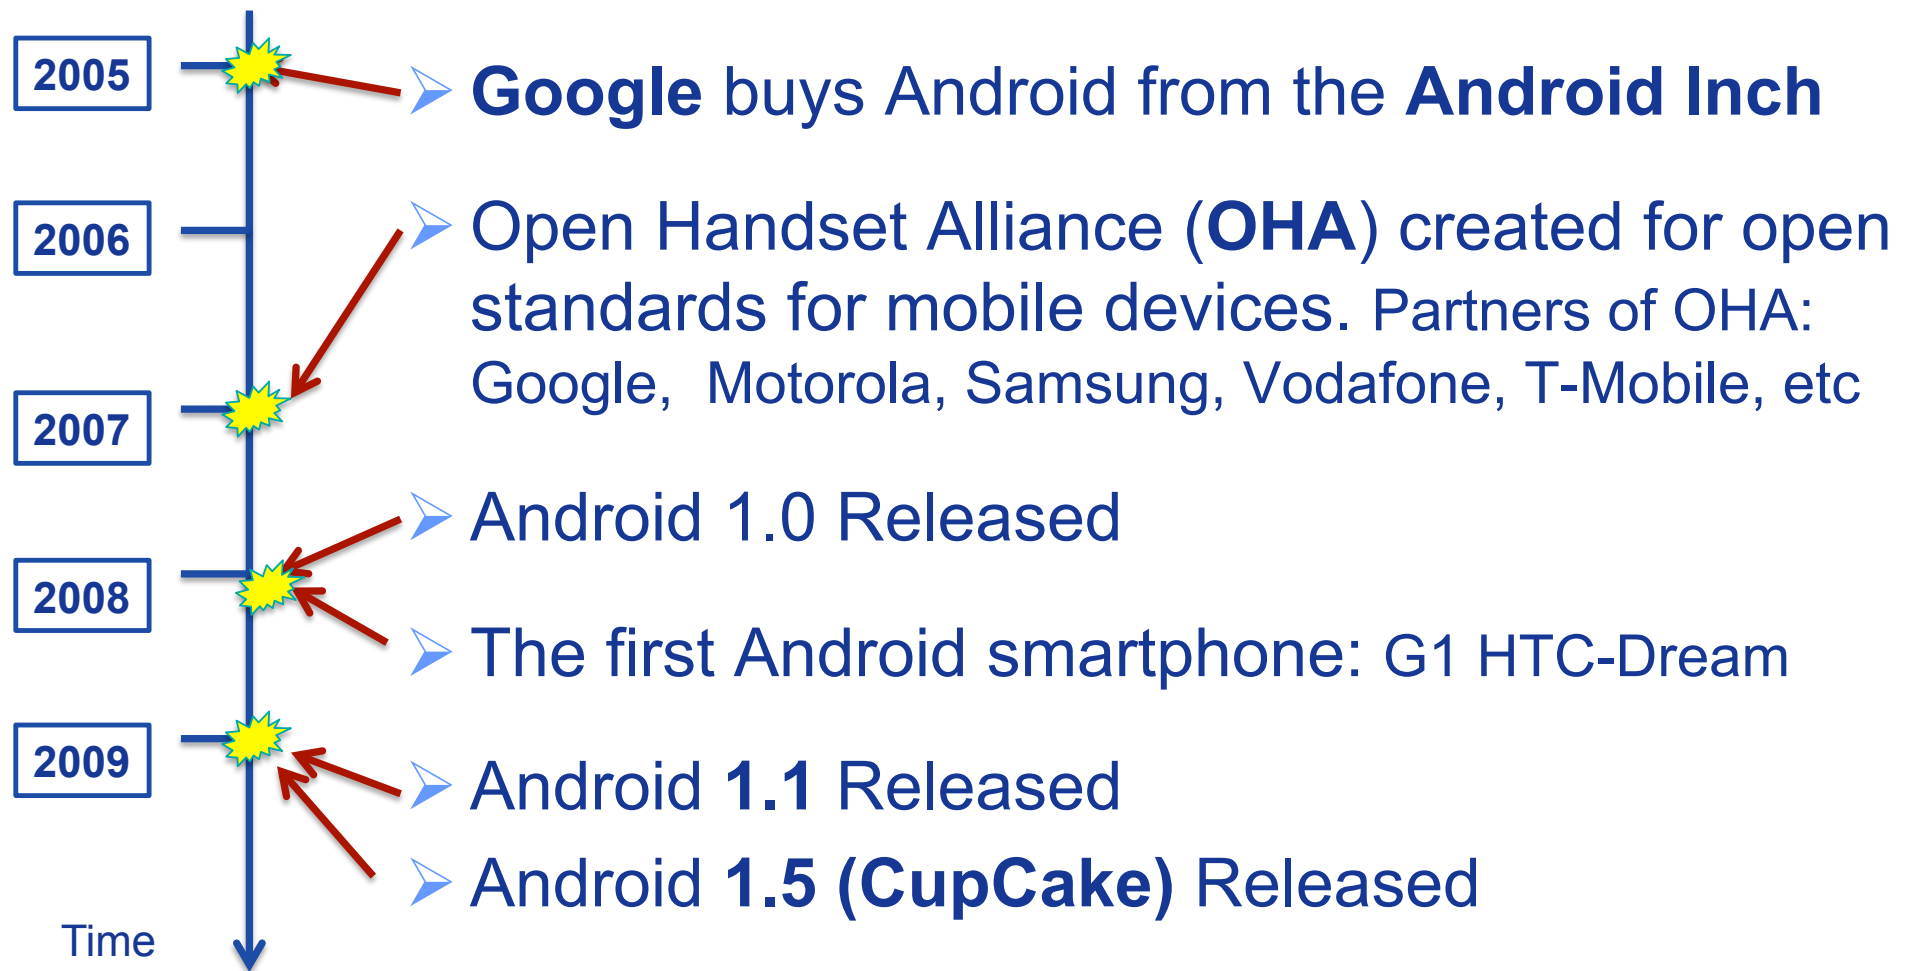 2005
Google buys Android from the Android Inch
2006
Open Handset Alliance (OHA) created for open
standards for mobile devices. Partners of OHA:
Google, Motorola, Samsung, Vodafone, T-Mobile, etc
2007
Android 1.0 Released
2008
The first Android smartphone: G1 HTC-Dream
2009
Android 1.1 Released
Android 1.5 (CupCake) Released
Time